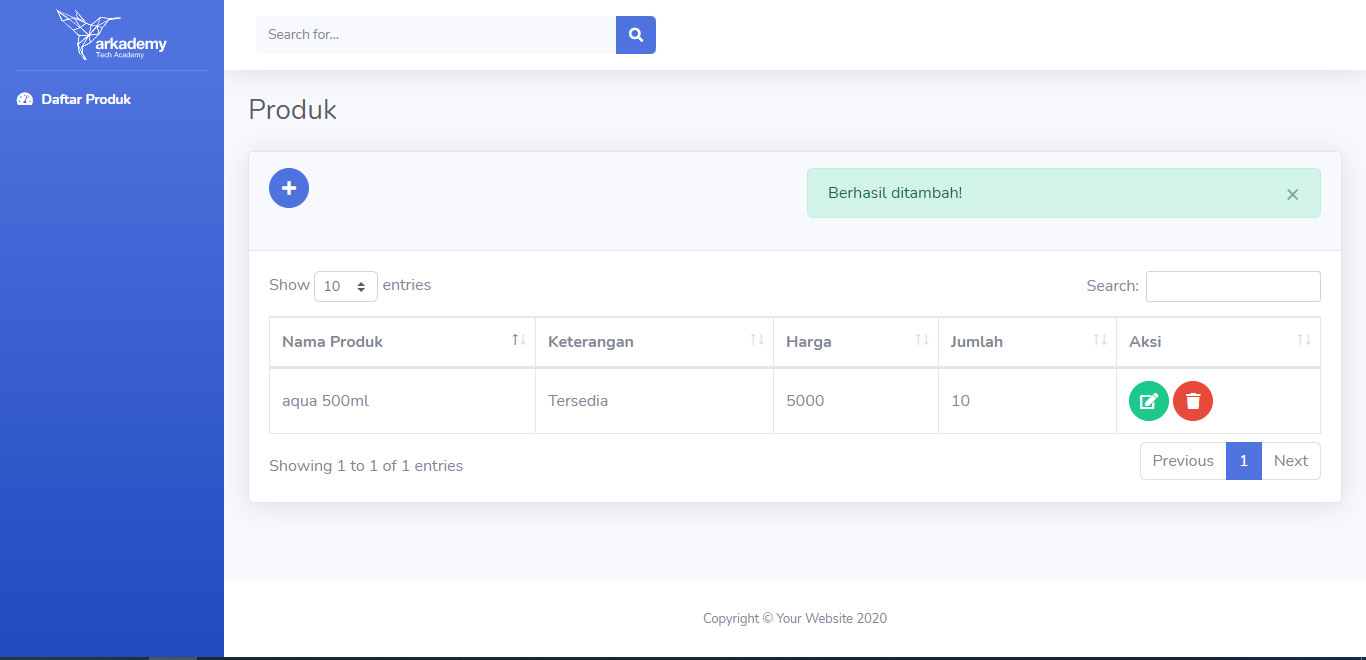 arkademy
Tech Academy
Search for...
Daftar Produk
Produk
Berhasil ditambah! ×
Show 10 entries Search:
Nama Produk Keterangan Harga Jumlah Aksi
aqua 500ml Tersedia 5000 10
Showing 1 to 1 of 1 entries Previous 1 Next
Copyright © Your Website 2020